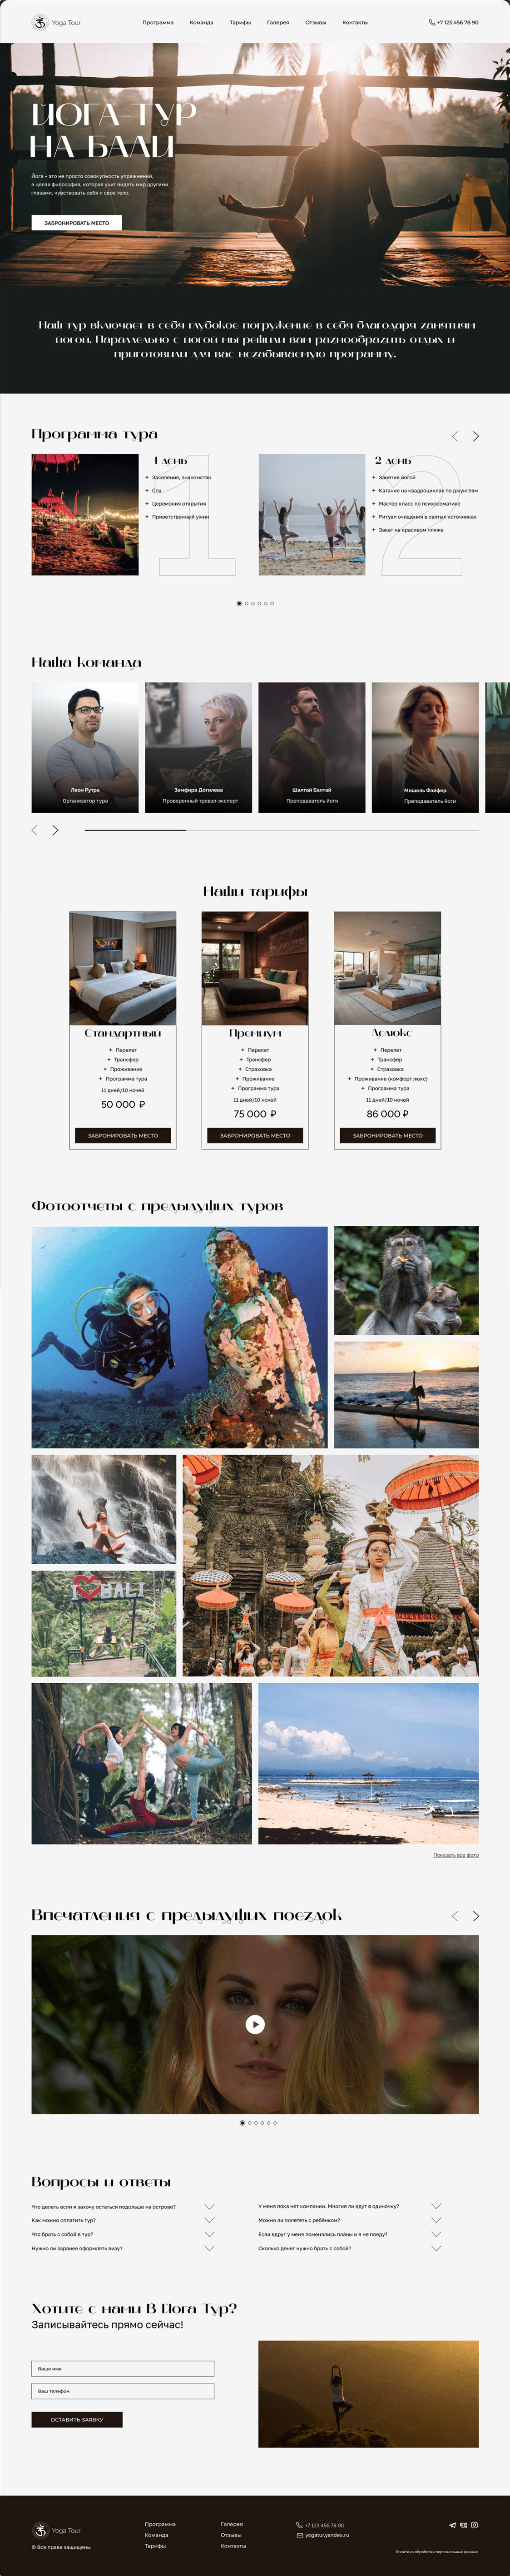 Yoga Tour
Программа Команда Тарифы Галерея Отзывы Контакты
+7 123 456 78 90
ЙОГА-ТУР
НА БАЛИ
Йога – это не просто совокупность упражнений,
а целая философия, которая учит видеть мир другими
глазами, чувствовать себя и свое тело.
ЗАБРОНИРОВАТЬ МЕСТО
Наш тур включает в себя глубокое погружение в себя благодаря занятиям
йогой. Параллельно с йогой мы решили вам разнообразить отдых и
приготовили для вас незабываемую программу.
Программа тура
1
1 день
+ Заселение, знакомство
+ Спа
+ Церемония открытия
+ Приветственный ужин
2
2 день
+ Занятие йогой
+ Катание на квадроциклах по джунглям
+ Мастер класс по психосоматике
+ Ритуал очищения в святых источниках
+ Закат на красивом пляже
Наша команда
Леон Рутра
Организатор тура
Земфира Догилева
Проверенный тревел-эксперт
Шалтай Балтай
Преподаватель йоги
Мишель Файфер
Преподаватель йоги
Наши тарифы
Стандартный
+ Перелет
+ Трансфер
+ Проживание
+ Программа тура
11 дней/10 ночей
50 000 ₽
ЗАБРОНИРОВАТЬ МЕСТО
Премиум
+ Перелет
+ Трансфер
+ Страховка
+ Проживание
+ Программа тура
11 дней/10 ночей
75 000 ₽
ЗАБРОНИРОВАТЬ МЕСТО
Делюкс
+ Перелет
+ Трансфер
+ Страховка
+ Проживание (комфорт люкс)
+ Программа тура
11 дней/10 ночей
86 000 ₽
ЗАБРОНИРОВАТЬ МЕСТО
Фотоотчеты с предыдущих туров
I BALI
Показать все фото
Впечатления с предыдущих поездок
Вопросы и ответы
Что делать если я захочу остаться подольше на острове?
Как можно оплатить тур?
Что брать с собой в тур?
Нужно ли заранее оформлять визу?
У меня пока нет компании. Многие ли едут в одиночку?
Можно ли полететь с ребёнком?
Если вдруг у меня поменялись планы и я не поеду?
Сколько денег нужно брать с собой?
Хотите с нами В Йога Тур?
Записывайтесь прямо сейчас!
Ваше имя
Ваш телефон
ОСТАВИТЬ ЗАЯВКУ
Yoga Tour
© Все права защищены
Программа
Команда
Тарифы
Галерея
Отзывы
Контакты
+7 123 456 78 90
yogatur.yandex.ru
Политика обработки персональных данных